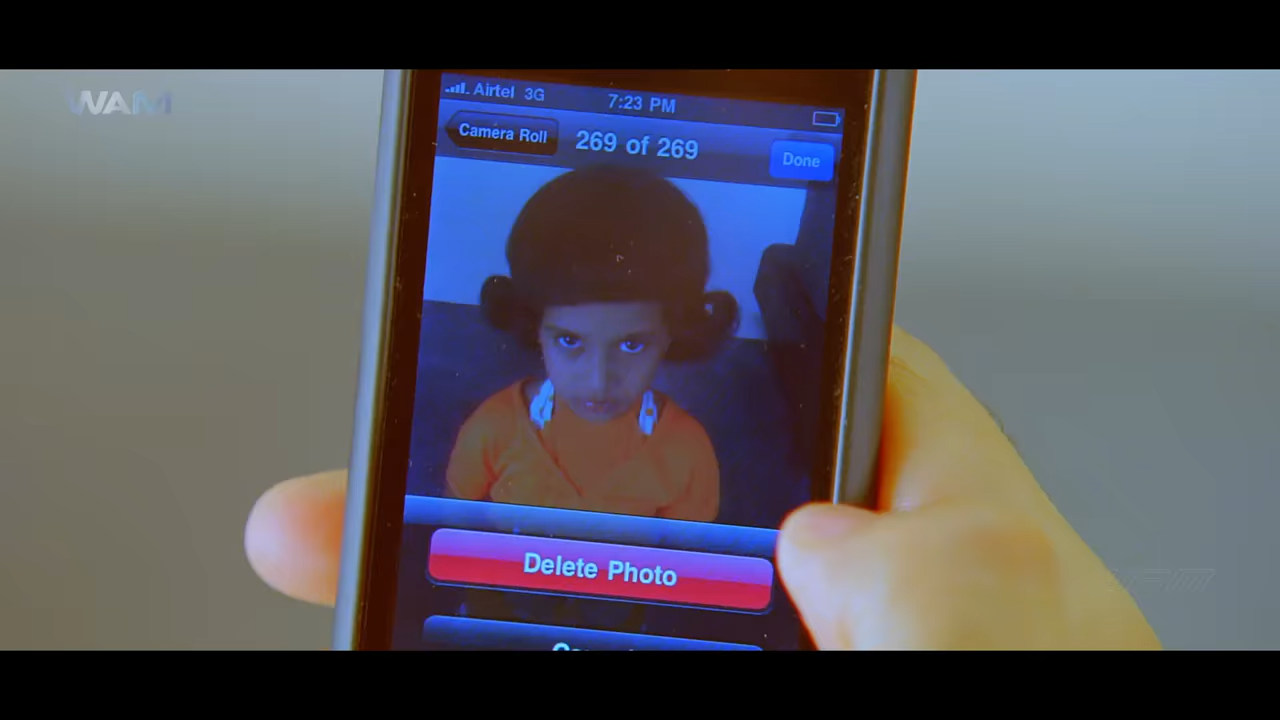 WAM
Airtel 3G
7:23 PM
Camera Roll
269 of 269
Done
Delete Photo